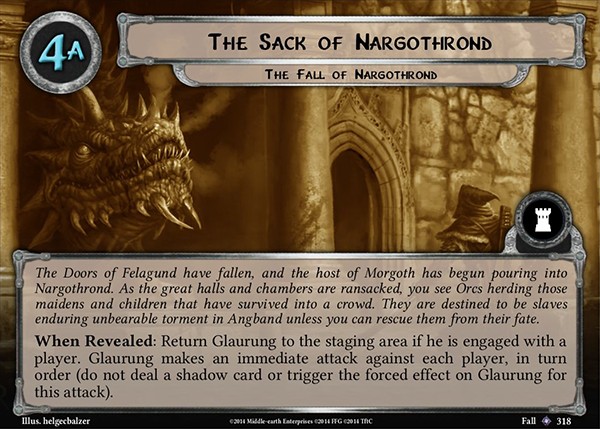 4A
The Sack of Nargothrond
The Fall of Nargothrond
The Doors of Felagund have fallen, and the host of Morgoth has begun pouring into
Nargothrond. As the great halls and chambers are ransacked, you see Orcs herding those
maidens and children that have survived into a crowd. They are destined to be slaves
enduring unbearable torment in Angband unless you can rescue them from their fate.
When Revealed: Return Glaurung to the staging area if he is engaged with a
player. Glaurung makes an immediate attack against each player, in turn
order (do not deal a shadow card or trigger the forced effect on Glaurung for
this attack).
Illus. helgecbalzer
©2014 Middle-earth Enterprises ©2014 FFG ©2014 TftC
Fall 318